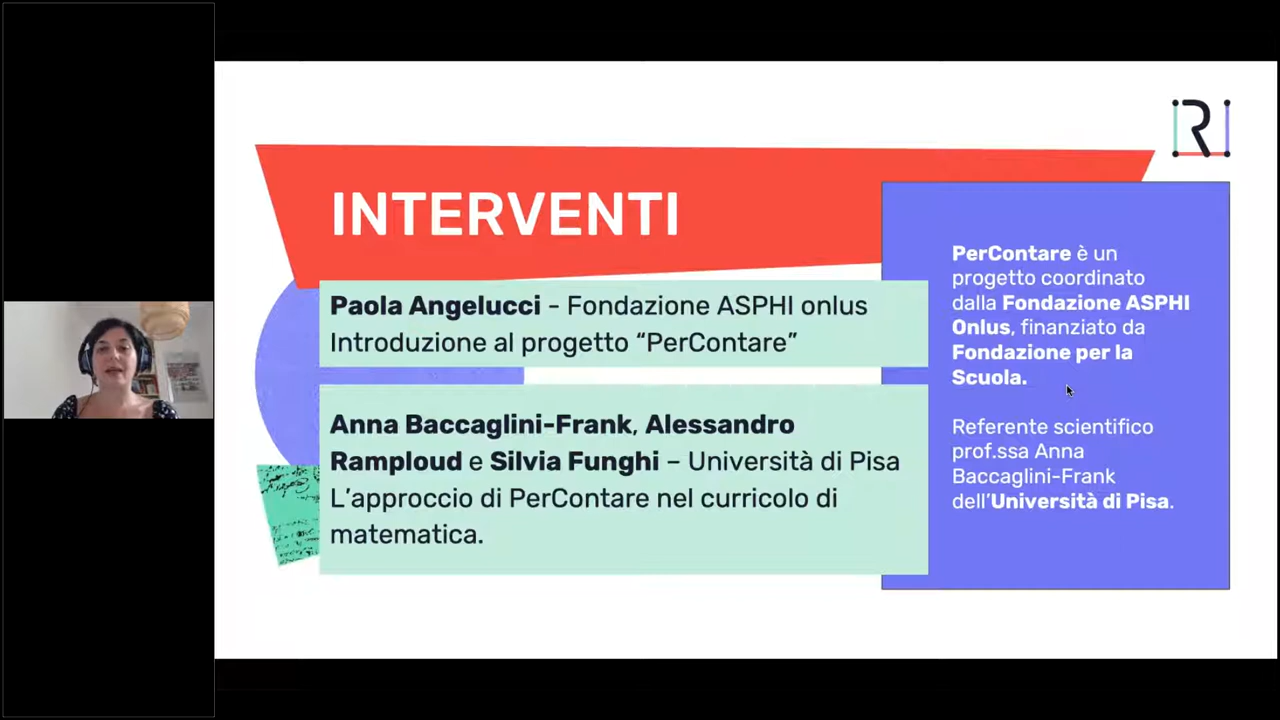 INTERVENTI
Paola Angelucci - Fondazione ASPHI onlus
Introduzione al progetto “PerContare”
Anna Baccaglini-Frank, Alessandro
Ramploud e Silvia Funghi – Università di Pisa
L’approccio di PerContare nel curricolo di
matematica.
R
PerContare è un
progetto coordinato
dalla Fondazione ASPHI
Onlus, finanziato da
Fondazione per la
Scuola.
Referente scientifico
prof.ssa Anna
Baccaglini-Frank
dell’Università di Pisa.